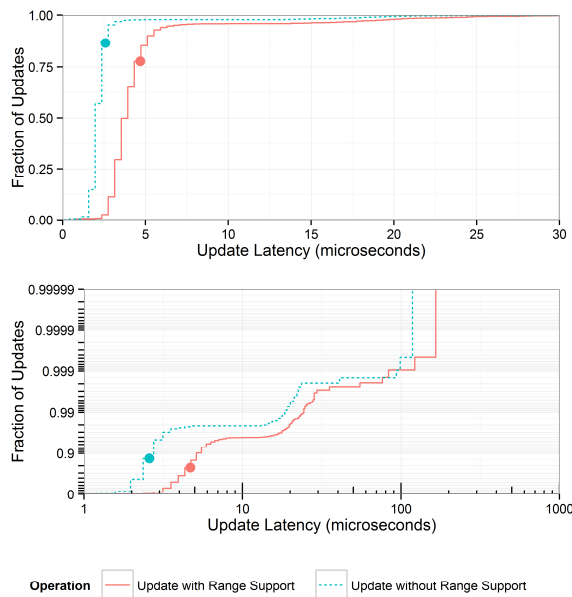 1.00
0.75
0.50
0.25
0.00
Fraction of Updates
0 5 10 15 20 25 30
Update Latency (microseconds)
0.99999
0.9999
0.999
0.99
0.9
0
Fraction of Updates
1 10 100 1000
Update Latency (microseconds)
Operation Update with Range Support Update without Range Support